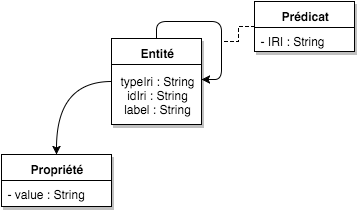 Prédicat
- IRI : String
Entité
typeIri : String
idIri : String
label : String
Propriété
- value : String